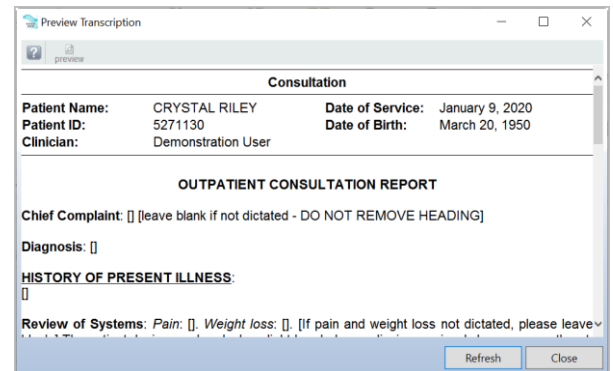 Preview Transcription
preview
Consultation
Patient Name: CRYSTAL RILEY Date of Service: January 9, 2020
Patient ID: 5271130 Date of Birth: March 20, 1950
Clinician: Demonstration User
OUTPATIENT CONSULTATION REPORT
Chief Complaint: [] [leave blank if not dictated - DO NOT REMOVE HEADING]
Diagnosis: []
HISTORY OF PRESENT ILLNESS:
[]
Review of Systems: Pain: []. Weight loss: []. [If pain and weight loss not dictated, please leave
Refresh Close